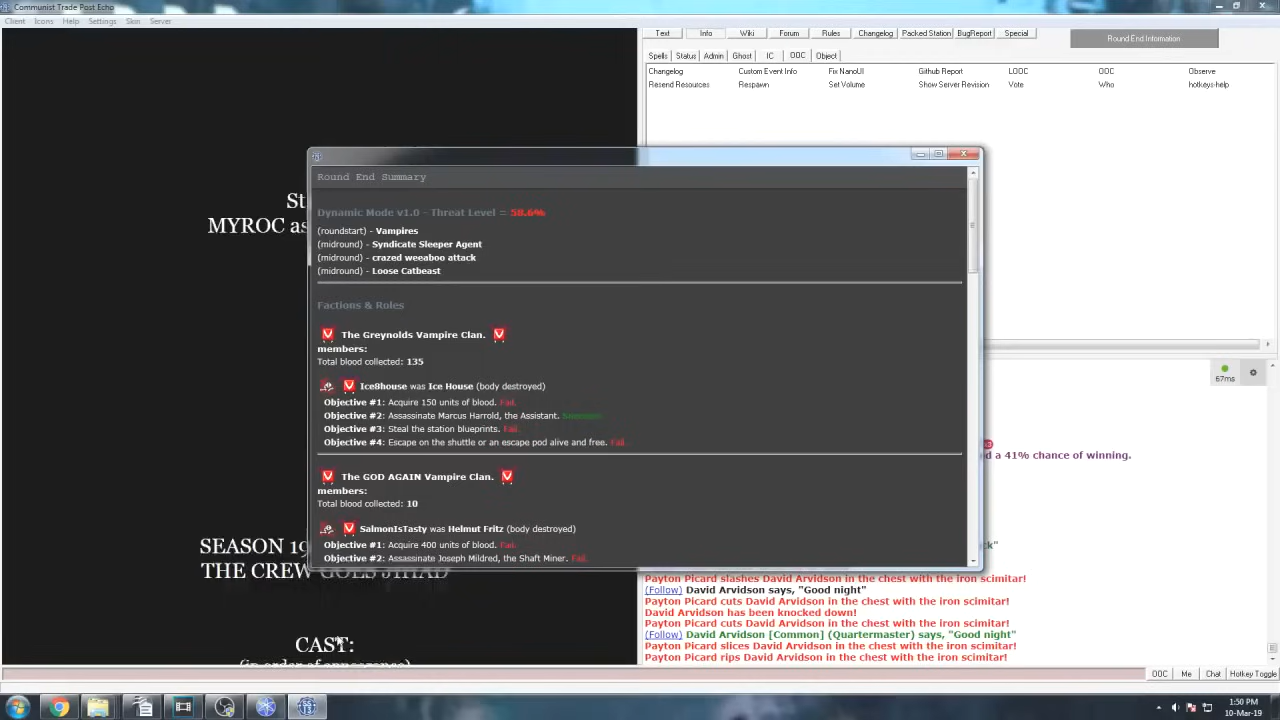 Communist Trade Post Echo
Client Icons Help Settings Skin Server
Text Info Wiki Forum Rules Changelog Packed Station BugReport Special
Round End Information
Spells Status Admin Ghost IC OOC Object
Changelog Custom Event Info Fix NanoUI Github Report LOOC OOC Observe
Resend Resources Respawn Set Volume Show Server Revision Vote Who hotkeys-help
St
MYROC as
SEASON 19
THE CREW GOES JIHAD
CAST:
(in order of appearance)
Round End Summary
Dynamic Mode v1.0 - Threat Level = 58.6%
(roundstart) - Vampires
(midround) - Syndicate Sleeper Agent
(midround) - crazed weeaboo attack
(midround) - Loose Catbeast
Factions & Roles
The Greynolds Vampire Clan.
members:
Total blood collected: 135
Ice8house was Ice House (body destroyed)
Objective #1: Acquire 150 units of blood. Fail.
Objective #2: Assassinate Marcus Harrold, the Assistant.
Objective #3: Steal the station blueprints. Fail.
Objective #4: Escape on the shuttle or an escape pod alive and free. Fail.
The GOD AGAIN Vampire Clan.
members:
Total blood collected: 10
SalmonIsTasty was Helmut Fritz (body destroyed)
Objective #1: Acquire 400 units of blood. Fail.
Objective #2: Assassinate Joseph Mildred, the Shaft Miner. Fail.
67ms
d a 41% chance of winning.
Payton Picard slashes David Arvidson in the chest with the iron scimitar!
(Follow) David Arvidson says, "Good night"
Payton Picard cuts David Arvidson in the chest with the iron scimitar!
David Arvidson has been knocked down!
Payton Picard cuts David Arvidson in the chest with the iron scimitar!
(Follow) David Arvidson [Common] (Quartermaster) says, "Good night"
Payton Picard slices David Arvidson in the chest with the iron scimitar!
Payton Picard rips David Arvidson in the chest with the iron scimitar!
OOC Me Chat Hotkey Toggle
1:50 PM
10-Mar-19